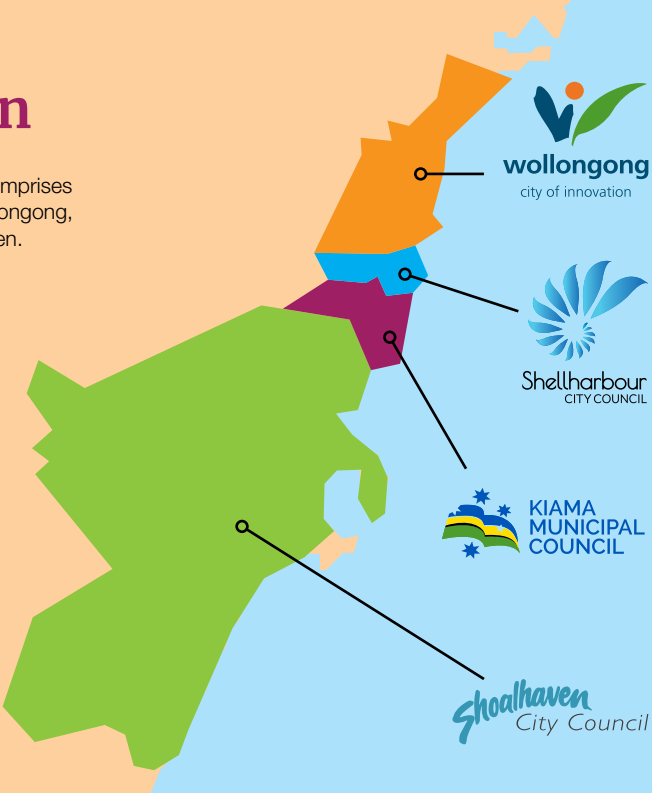 n
mprises
ongong,
en.
wollongong
city of innovation
Shellharbour
CITY COUNCIL
KIAMA
MUNICIPAL
COUNCIL
Shoalhaven
City Council